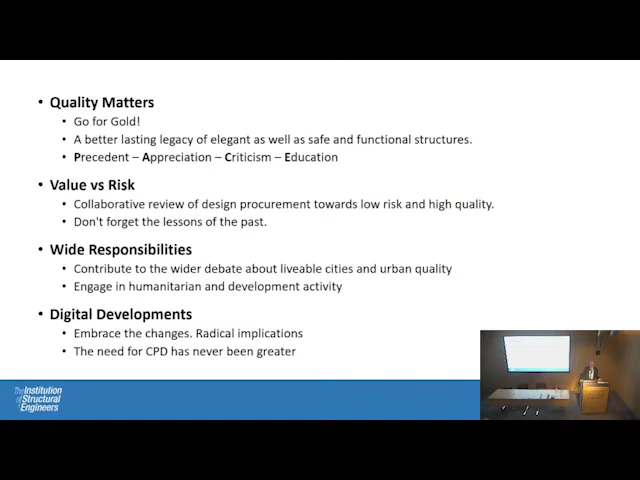 • Quality Matters
• Go for Gold!
• A better lasting legacy of elegant as well as safe and functional structures.
• Precedent – Appreciation – Criticism – Education
• Value vs Risk
• Collaborative review of design procurement towards low risk and high quality.
• Don't forget the lessons of the past.
• Wide Responsibilities
• Contribute to the wider debate about liveable cities and urban quality
• Engage in humanitarian and development activity
• Digital Developments
• Embrace the changes. Radical implications
• The need for CPD has never been greater
The Institution
of Structural
Engineers